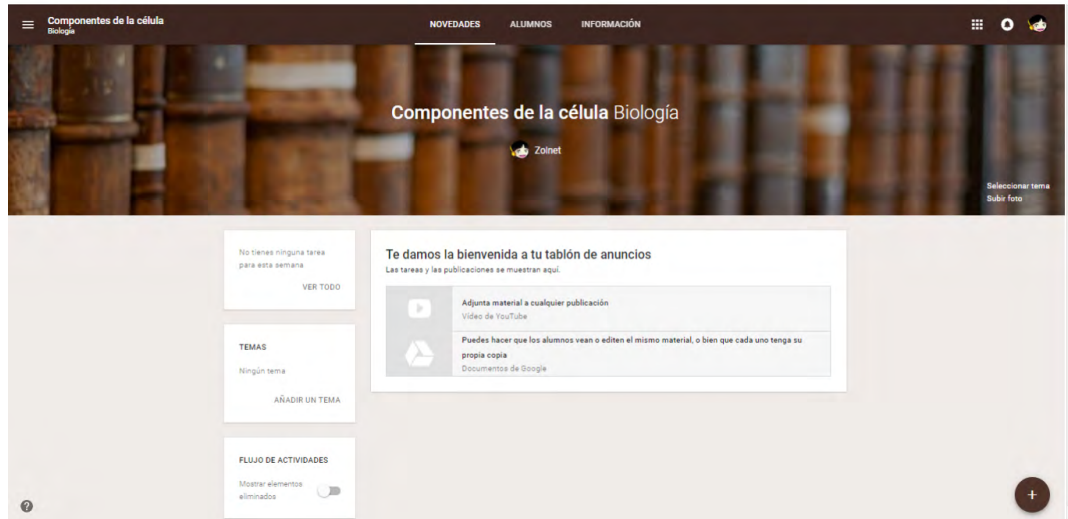 Componentes de la célula
Biología
NOVEDADES
ALUMNOS
INFORMACIÓN
Componentes de la célula Biología
Zolnet
Seleccionar tema
Subir foto
No tienes ninguna tarea
para esta semana
VER TODO
TEMAS
Ningún tema
AÑADIR UN TEMA
FLUJO DE ACTIVIDADES
Mostrar elementos
eliminados
Te damos la bienvenida a tu tablón de anuncios
Las tareas y las publicaciones se muestran aquí.
Adjunta material a cualquier publicación
Vídeo de YouTube
Puedes hacer que los alumnos vean o editen el mismo material, o bien que cada uno tenga su
propia copia
Documentos de Google